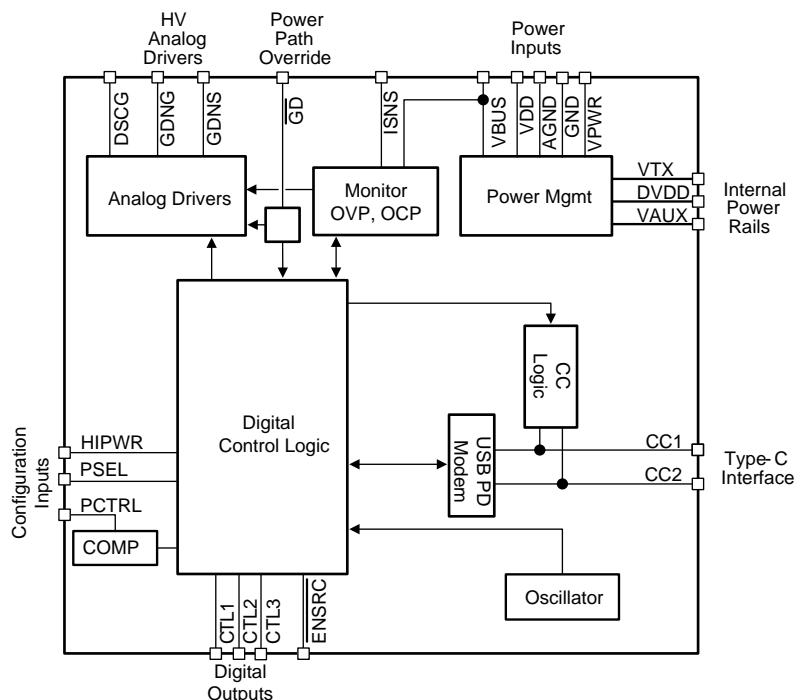 HV
Analog
Drivers
Power
Path
Override
Power
Inputs
DSCG
GDNG
GDNS
GD
ISNS
VBUS
VDD
AGND
GND
VPWR
Analog Drivers
Monitor
OVP, OCP
Power Mgmt
VTX
DVDD
VAUX
Internal
Power
Rails
CC
Logic
Digital
Control Logic
USB PD
Modem
CC1
CC2
Type-C
Interface
Configuration
Inputs
HIPWR
PSEL
PCTRL
COMP
Oscillator
CTL1
CTL2
CTL3
ENSRC
Digital
Outputs